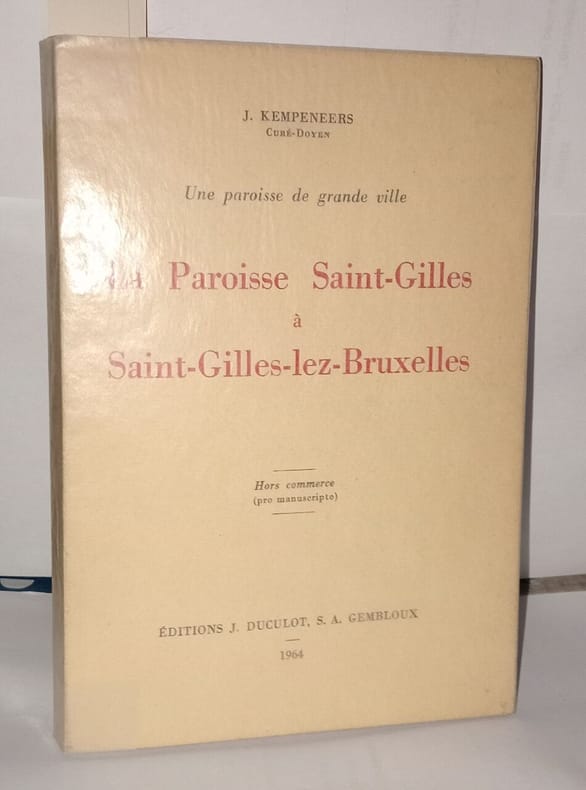 J. KEMPENEERS
CURÉ-DOYEN
Une paroisse de grande ville
La Paroisse Saint-Gilles
à
Saint-Gilles-lez-Bruxelles
Hors commerce
(pro manuscripto)
ÉDITIONS J. DUCULOT, S. A. GEMBLOUX
1964